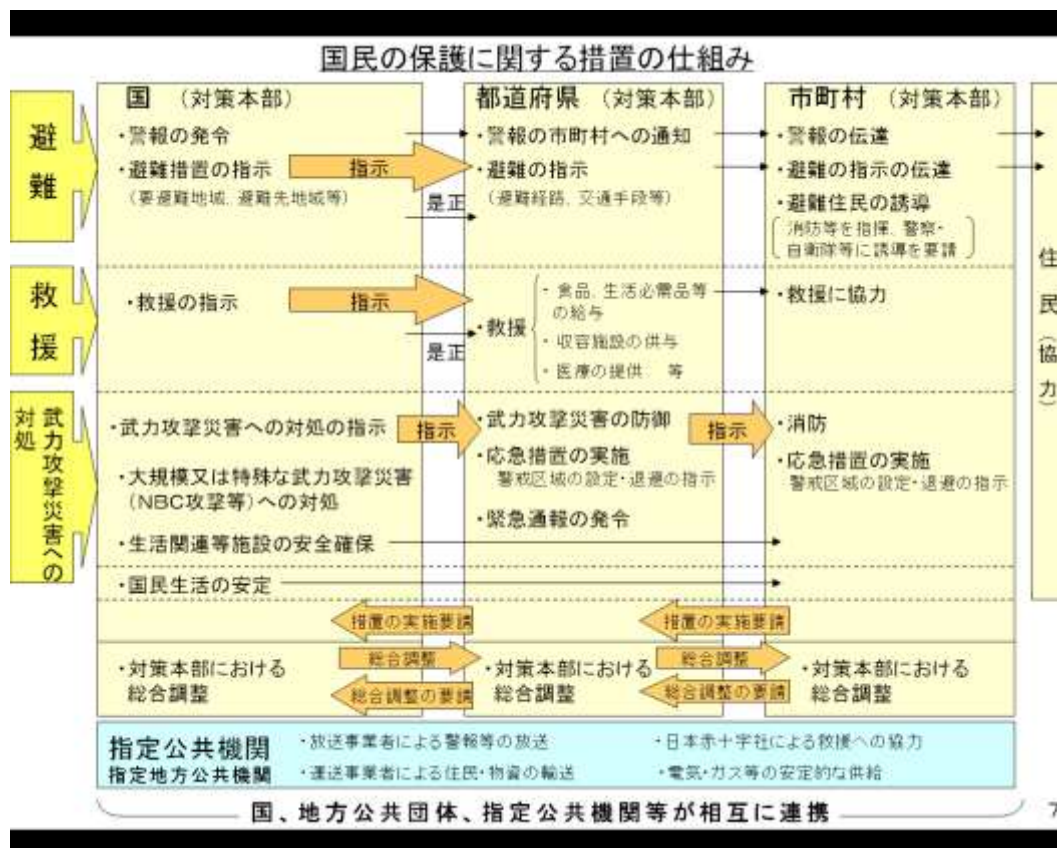 国民の保護に関する措置の仕組み
避難
国 （対策本部）
・警報の発令
・避難措置の指示
（要避難地域、避難先地域等）
指示
是正
都道府県 （対策本部）
・警報の市町村への通知
・避難の指示
（避難経路、交通手段等）
市町村 （対策本部）
・警報の伝達
・避難の指示の伝達
・避難住民の誘導
消防等を指揮、警察・
自衛隊等に誘導を要請
住民（協力）
救援
・救援の指示
指示
是正
・救援
・食品、生活必需品等
の給与
・収容施設の供与
・医療の提供 等
・救援に協力
武力攻撃災害への
対処
・武力攻撃災害への対処の指示
指示
・大規模又は特殊な武力攻撃災害
（NBC攻撃等）への対処
・生活関連等施設の安全確保
・国民生活の安定
・武力攻撃災害の防御
指示
・応急措置の実施
警戒区域の設定・退避の指示
・緊急通報の発令
・消防
・応急措置の実施
警戒区域の設定・退避の指示
措置の実施要請
措置の実施要請
・対策本部における
総合調整
総合調整
総合調整の要請
・対策本部における
総合調整
総合調整
総合調整の要請
・対策本部における
総合調整
指定公共機関
指定地方公共機関
・放送事業者による警報等の放送
・日本赤十字社による救援への協力
・運送事業者による住民・物資の輸送
・電気・ガス等の安定的な供給
国、地方公共団体、指定公共機関等が相互に連携